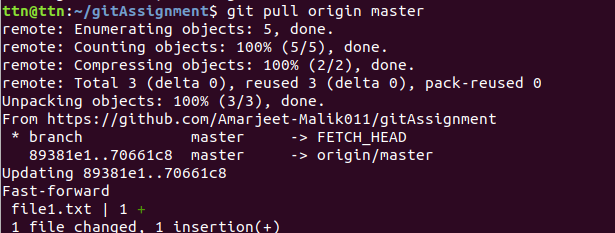 ttn@ttn:~/gitAssignment$ git pull origin master
remote: Enumerating objects: 5, done.
remote: Counting objects: 100% (5/5), done.
remote: Compressing objects: 100% (2/2), done.
remote: Total 3 (delta 0), reused 3 (delta 0), pack-reused 0
Unpacking objects: 100% (3/3), done.
From https://github.com/Amarjeet-Malik011/gitAssignment
 * branch            master     -> FETCH_HEAD
   89381e1..70661c8  master     -> origin/master
Updating 89381e1..70661c8
Fast-forward
 file1.txt | 1 +
 1 file changed, 1 insertion(+)